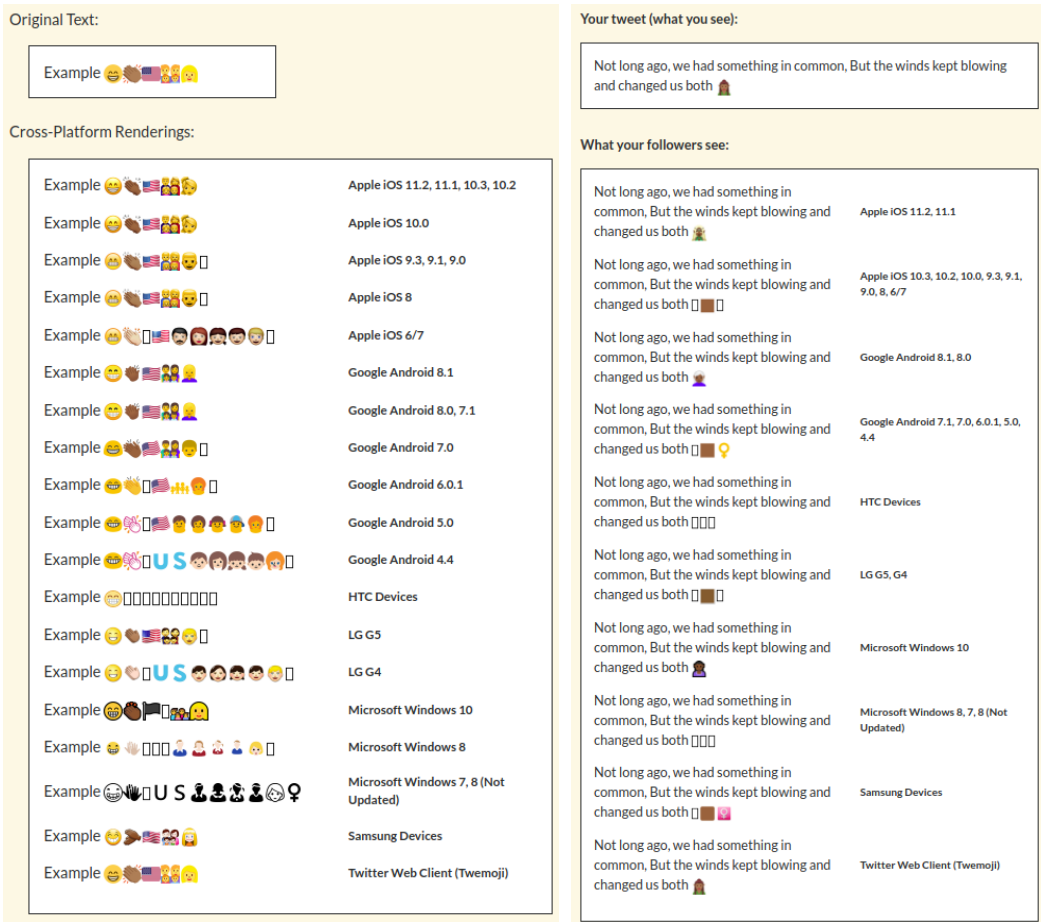 Original Text:
Example 😁👏🏾🇺🇸👨‍👩‍👧‍👦👱🏼‍♀️
Cross-Platform Renderings:
Example Apple iOS 11.2, 11.1, 10.3, 10.2
Example Apple iOS 10.0
Example Apple iOS 9.3, 9.1, 9.0
Example Apple iOS 8
Example Apple iOS 6/7
Example Google Android 8.1
Example Google Android 8.0, 7.1
Example Google Android 7.0
Example Google Android 6.0.1
Example Google Android 5.0
Example U S Google Android 4.4
Example HTC Devices
Example LG G5
Example U S LG G4
Example Microsoft Windows 10
Example Microsoft Windows 8
Example U S Microsoft Windows 7, 8 (Not
Updated)
Example Samsung Devices
Example Twitter Web Client (Twemoji)
Your tweet (what you see):
Not long ago, we had something in common, But the winds kept blowing
and changed us both
What your followers see:
Not long ago, we had something in
common, But the winds kept blowing and
changed us both
Apple iOS 11.2, 11.1
Not long ago, we had something in
common, But the winds kept blowing and
changed us both
Apple iOS 10.3, 10.2, 10.0, 9.3, 9.1,
9.0, 8, 6/7
Not long ago, we had something in
common, But the winds kept blowing and
changed us both
Google Android 8.1, 8.0
Not long ago, we had something in
common, But the winds kept blowing and
changed us both
Google Android 7.1, 7.0, 6.0.1, 5.0,
4.4
Not long ago, we had something in
common, But the winds kept blowing and
changed us both
HTC Devices
Not long ago, we had something in
common, But the winds kept blowing and
changed us both
LG G5, G4
Not long ago, we had something in
common, But the winds kept blowing and
changed us both
Microsoft Windows 10
Not long ago, we had something in
common, But the winds kept blowing and
changed us both
Microsoft Windows 8, 7, 8 (Not
Updated)
Not long ago, we had something in
common, But the winds kept blowing and
changed us both
Samsung Devices
Not long ago, we had something in
common, But the winds kept blowing and
changed us both
Twitter Web Client (Twemoji)